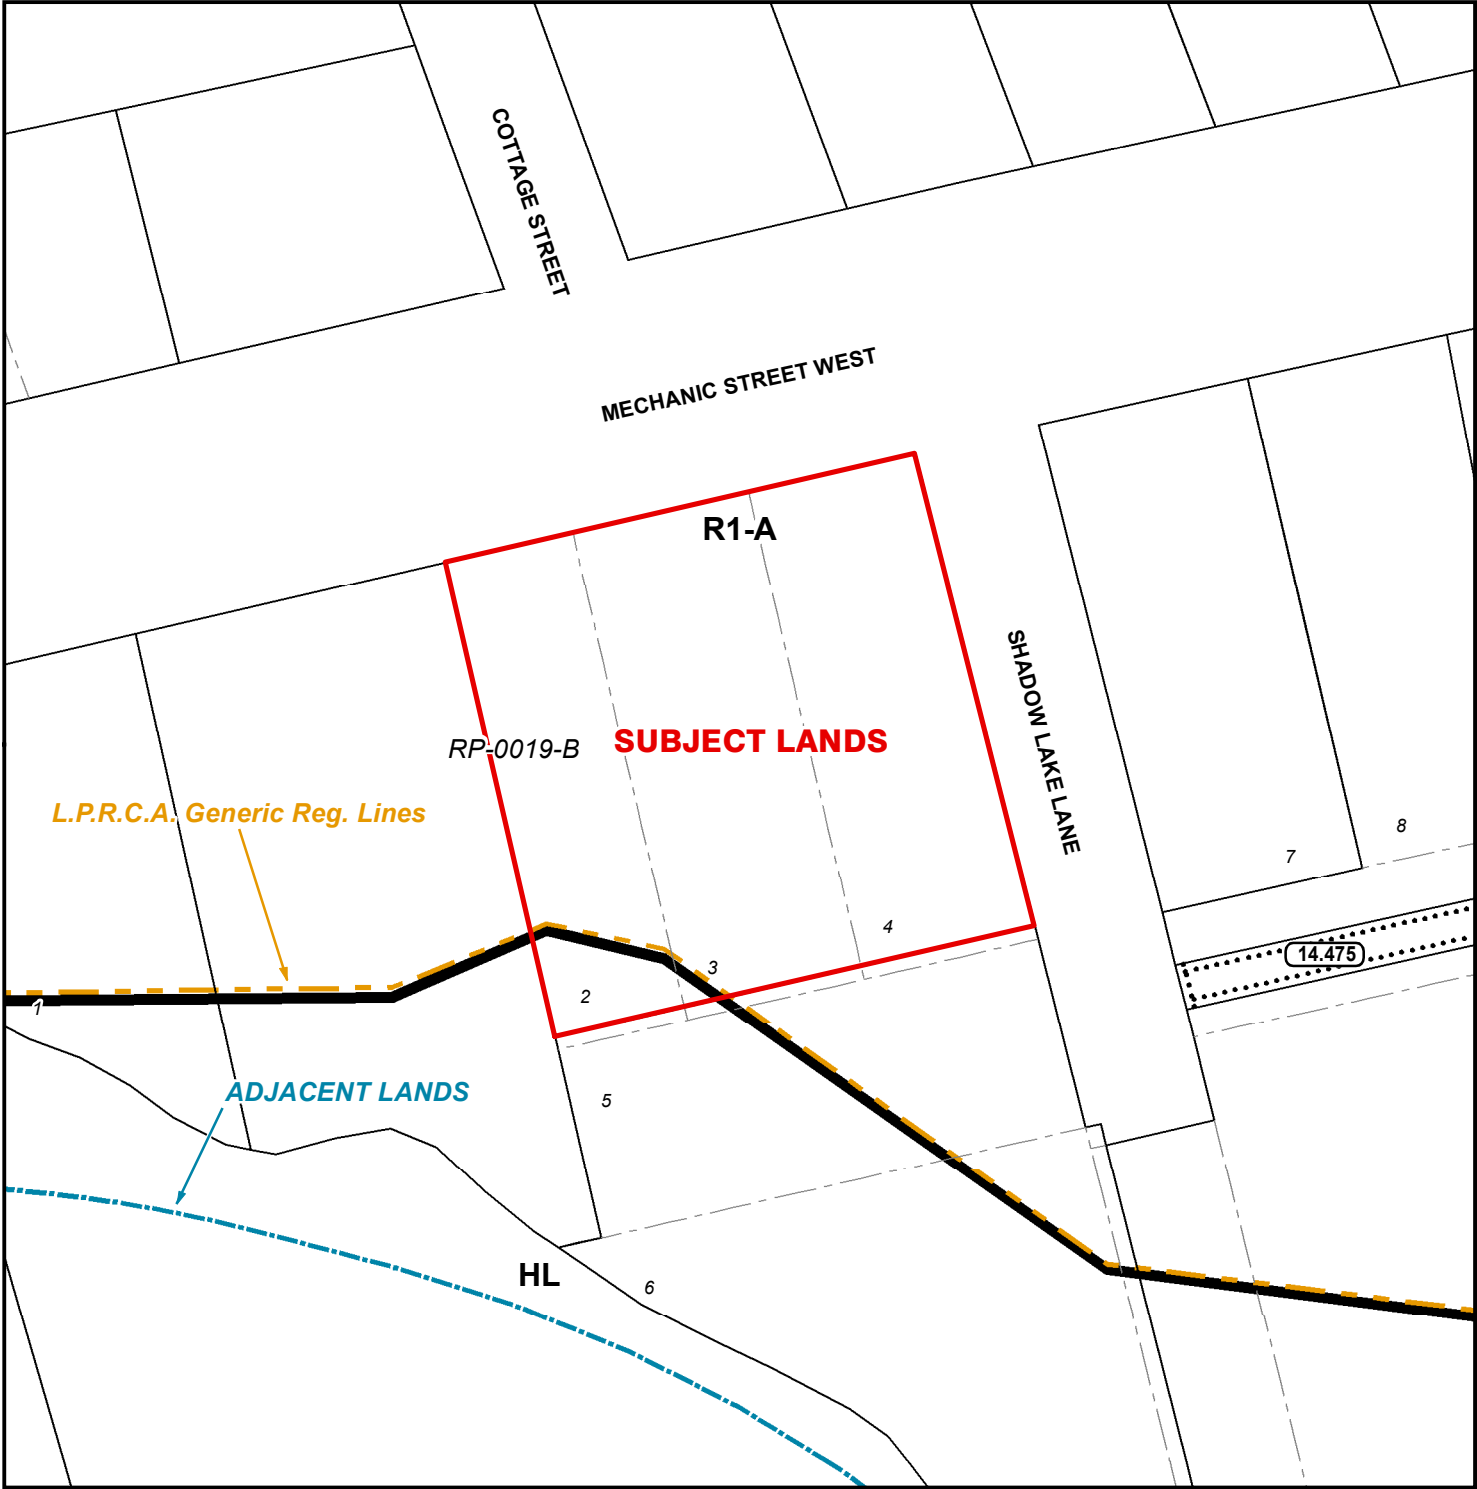 COTTAGE STREET
MECHANIC STREET WEST
R1-A
SHADOW LAKE LANE
RP-0019-B
SUBJECT LANDS
L.P.R.C.A. Generic Reg. Lines
8
7
4
14.475
3
2
1
ADJACENT LANDS
5
HL
6